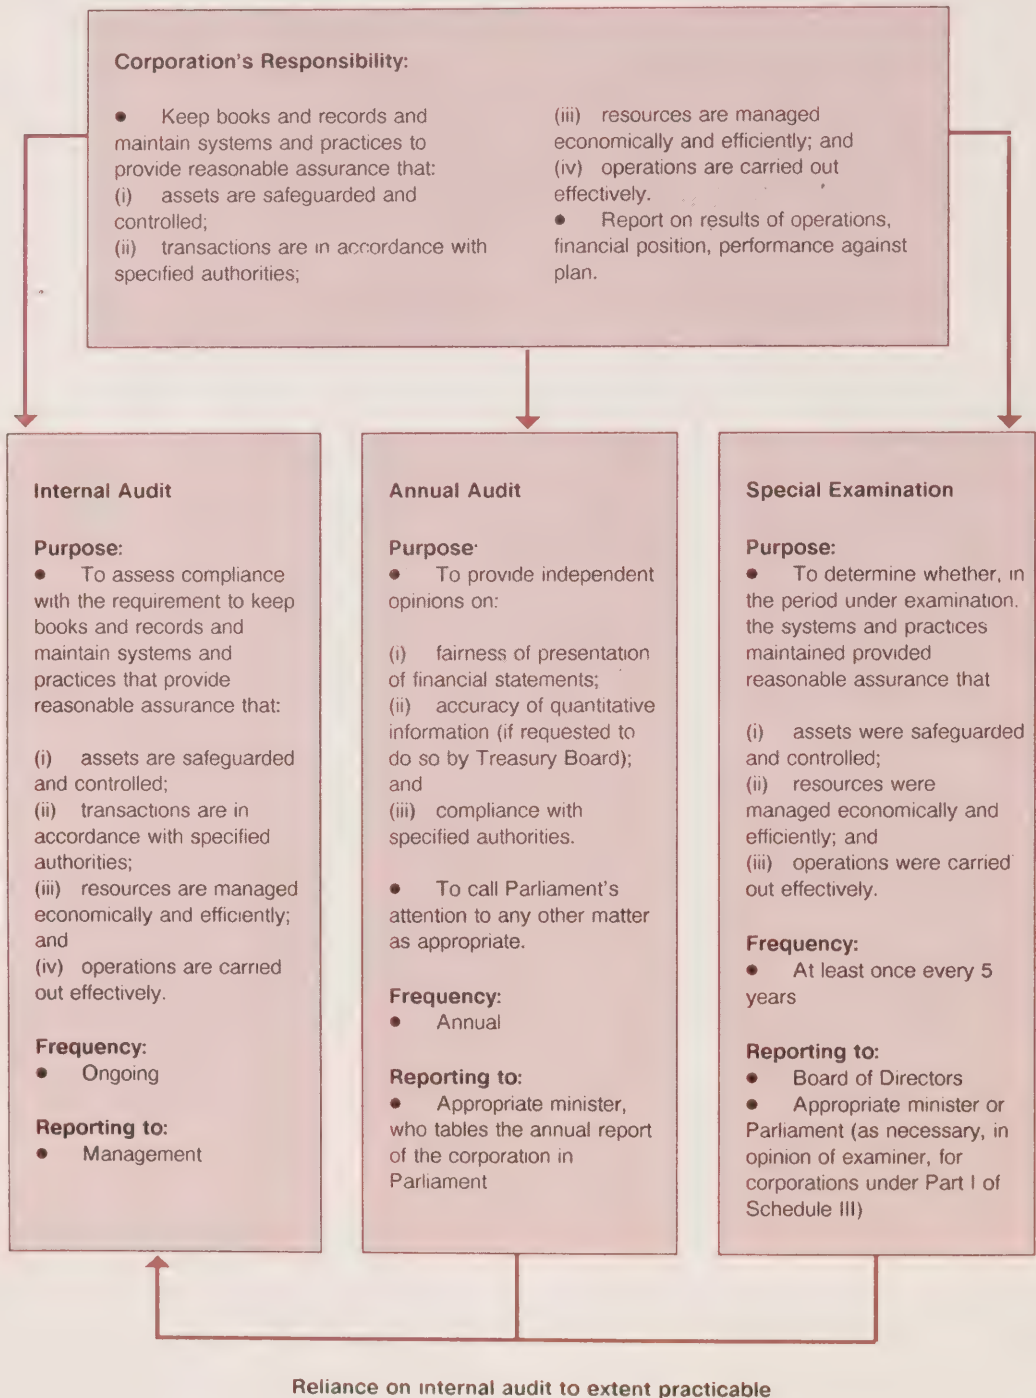 Corporation's Responsibility:
● Keep books and records and
maintain systems and practices to
provide reasonable assurance that:
(i) assets are safeguarded and
controlled;
(ii) transactions are in accordance with
specified authorities;
(iii) resources are managed
economically and efficiently; and
(iv) operations are carried out
effectively.
● Report on results of operations,
financial position, performance against
plan.
Internal Audit
Purpose:
● To assess compliance
with the requirement to keep
books and records and
maintain systems and
practices that provide
reasonable assurance that:
(i) assets are safeguarded
and controlled;
(ii) transactions are in
accordance with specified
authorities;
(iii) resources are managed
economically and efficiently;
and
(iv) operations are carried
out effectively.
Frequency:
● Ongoing
Reporting to:
● Management
Annual Audit
Purpose:
● To provide independent
opinions on:
(i) fairness of presentation
of financial statements;
(ii) accuracy of quantitative
information (if requested to
do so by Treasury Board);
and
(iii) compliance with
specified authorities.
● To call Parliament's
attention to any other matter
as appropriate.
Frequency:
● Annual
Reporting to:
● Appropriate minister,
who tables the annual report
of the corporation in
Parliament
Special Examination
Purpose:
● To determine whether, in
the period under examination.
the systems and practices
maintained provided
reasonable assurance that
(i) assets were safeguarded
and controlled;
(ii) resources were
managed economically and
efficiently; and
(iii) operations were carried
out effectively.
Frequency:
● At least once every 5
years
Reporting to:
● Board of Directors
● Appropriate minister or
Parliament (as necessary, in
opinion of examiner, for
corporations under Part I of
Schedule III)
Reliance on internal audit to extent practicable